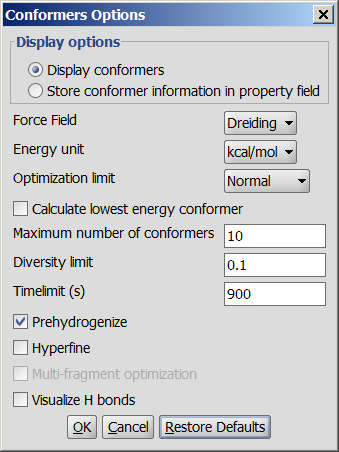 Conformers Options
Display options
Display conformers
Store conformer information in property field
Force Field Dreiding
Energy unit kcal/mol
Optimization limit Normal
Calculate lowest energy conformer
Maximum number of conformers 10
Diversity limit 0.1
Timelimit (s) 900
Prehydrogenize
Hyperfine
Multi-fragment optimization
Visualize H bonds
OK Cancel Restore Defaults